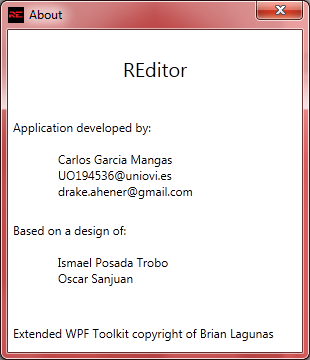 RE About
REditor
Application developed by:
Carlos Garcia Mangas
UO194536@uniovi.es
drake.ahener@gmail.com
Based on a design of:
Ismael Posada Trobo
Oscar Sanjuan
Extended WPF Toolkit copyright of Brian Lagunas